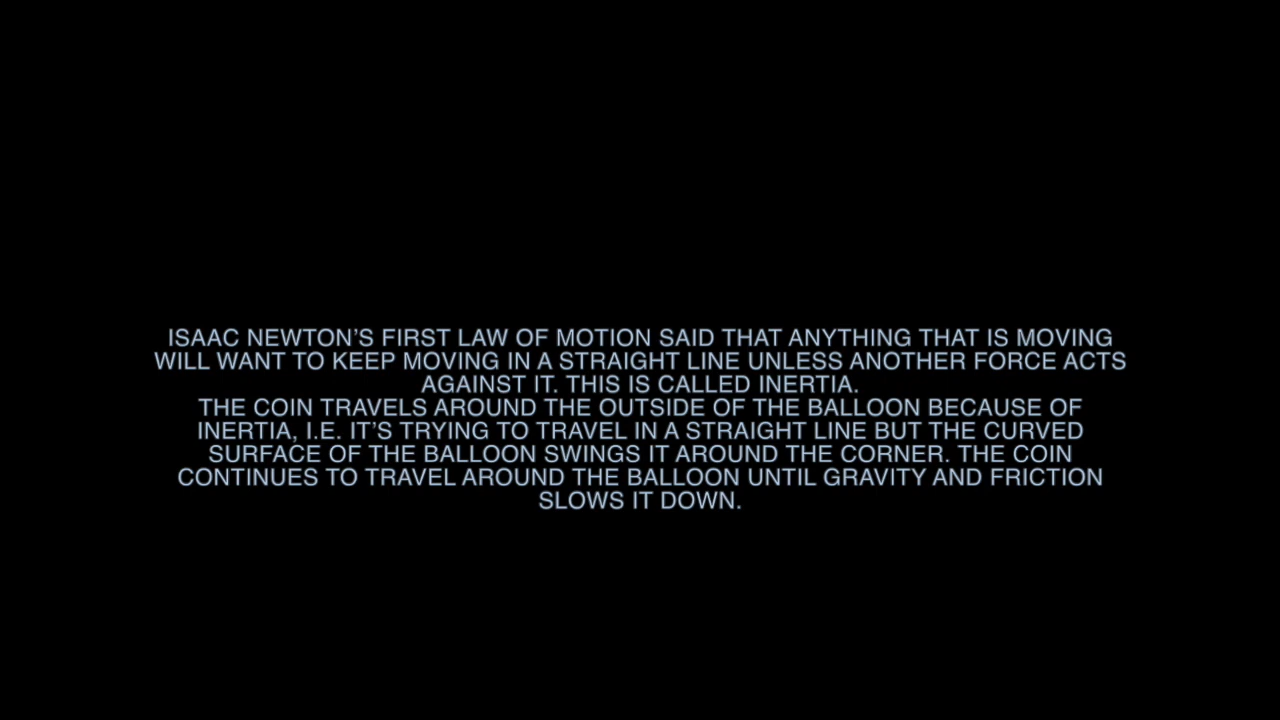 ISAAC NEWTON'S FIRST LAW OF MOTION SAID THAT ANYTHING THAT IS MOVING
WILL WANT TO KEEP MOVING IN A STRAIGHT LINE UNLESS ANOTHER FORCE ACTS
AGAINST IT. THIS IS CALLED INERTIA.
THE COIN TRAVELS AROUND THE OUTSIDE OF THE BALLOON BECAUSE OF
INERTIA, I.E. IT'S TRYING TO TRAVEL IN A STRAIGHT LINE BUT THE CURVED
SURFACE OF THE BALLOON SWINGS IT AROUND THE CORNER. THE COIN
CONTINUES TO TRAVEL AROUND THE BALLOON UNTIL GRAVITY AND FRICTION
SLOWS IT DOWN.